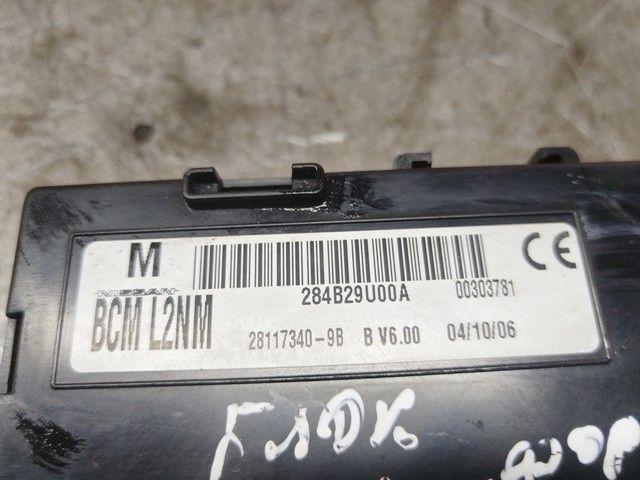 M
284B29U00A 00303781
NISSAN
BCM L2NM
28117340-9B B V6.00 04/10/06
CE